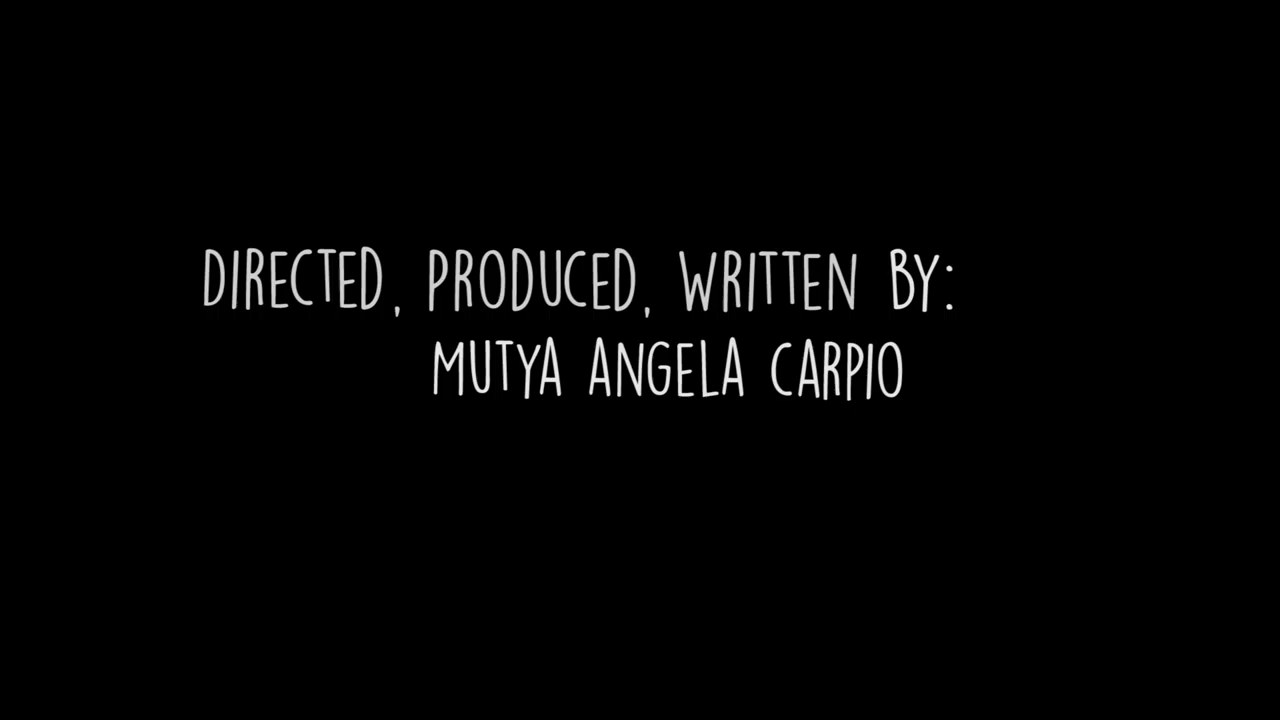 DIRECTED, PRODUCED, WRITTEN BY:
MUTYA ANGELA CARPIO